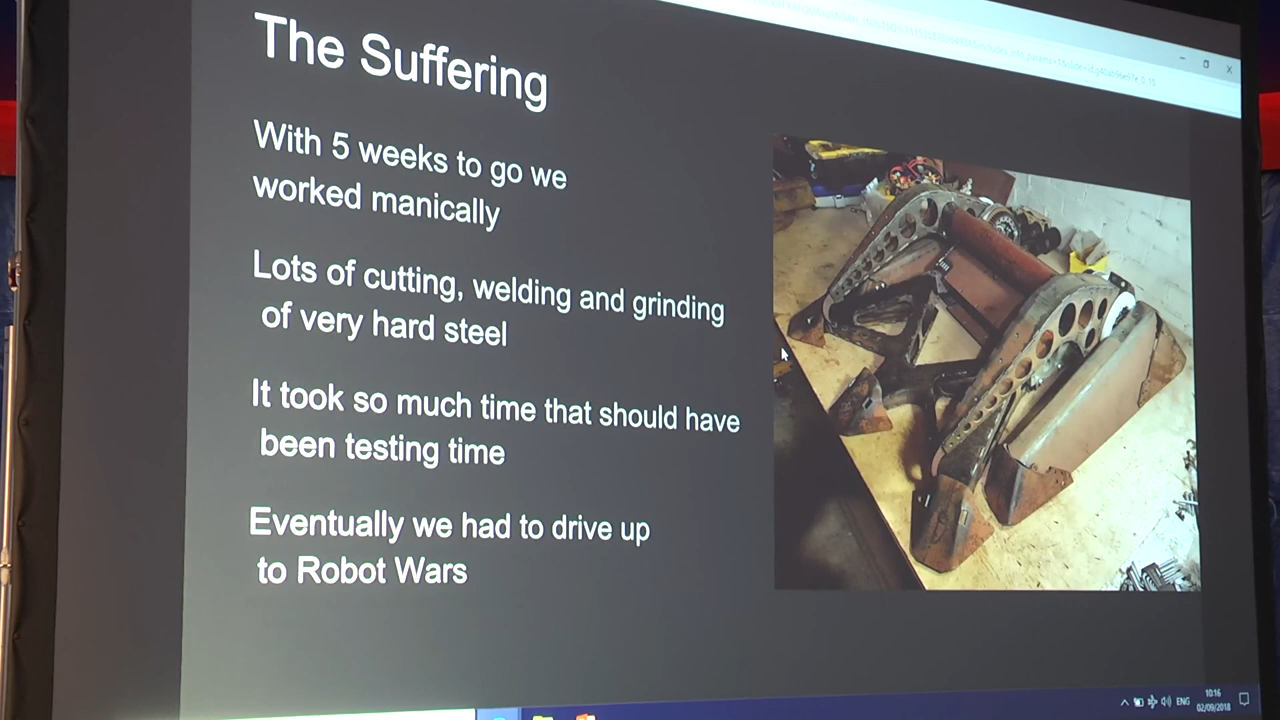 The Suffering
With 5 weeks to go we
worked manically
Lots of cutting, welding and grinding
of very hard steel
It took so much time that should have
been testing time
Eventually we had to drive up
to Robot Wars
ENG
10:16
02/09/2018